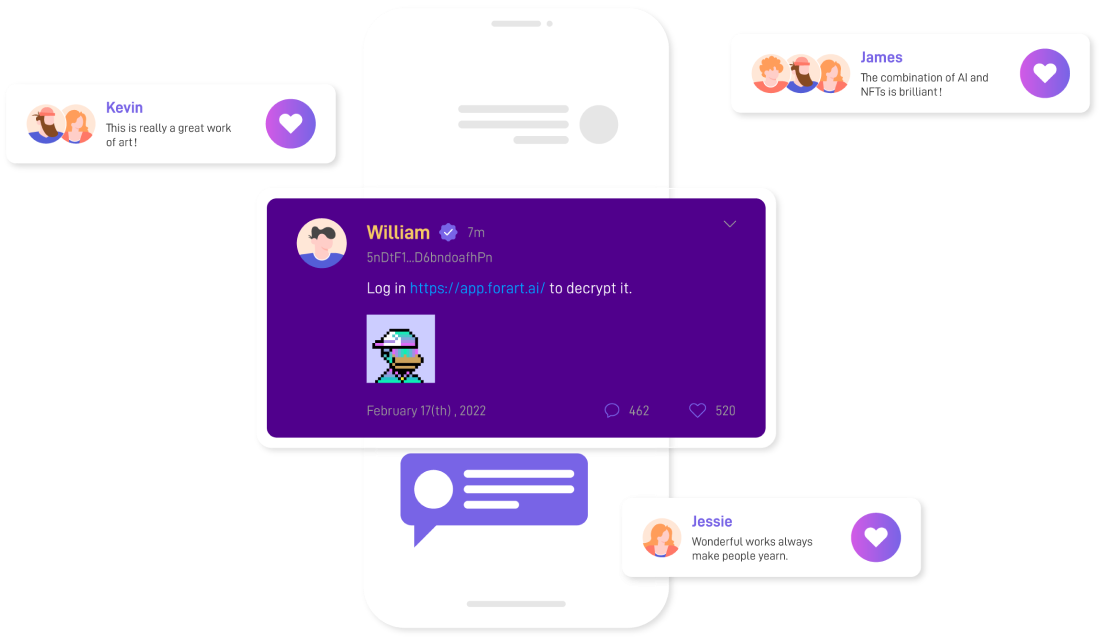 James
The combination of AI and
NFTs is brilliant!
Kevin
This is really a great work
of art!
William 7m
5nDtF1...D6bndoafhPn
Log in https://app.forart.ai/ to decrypt it.
February 17(th) , 2022 462 520
Jessie
Wonderful works always
make people yearn.